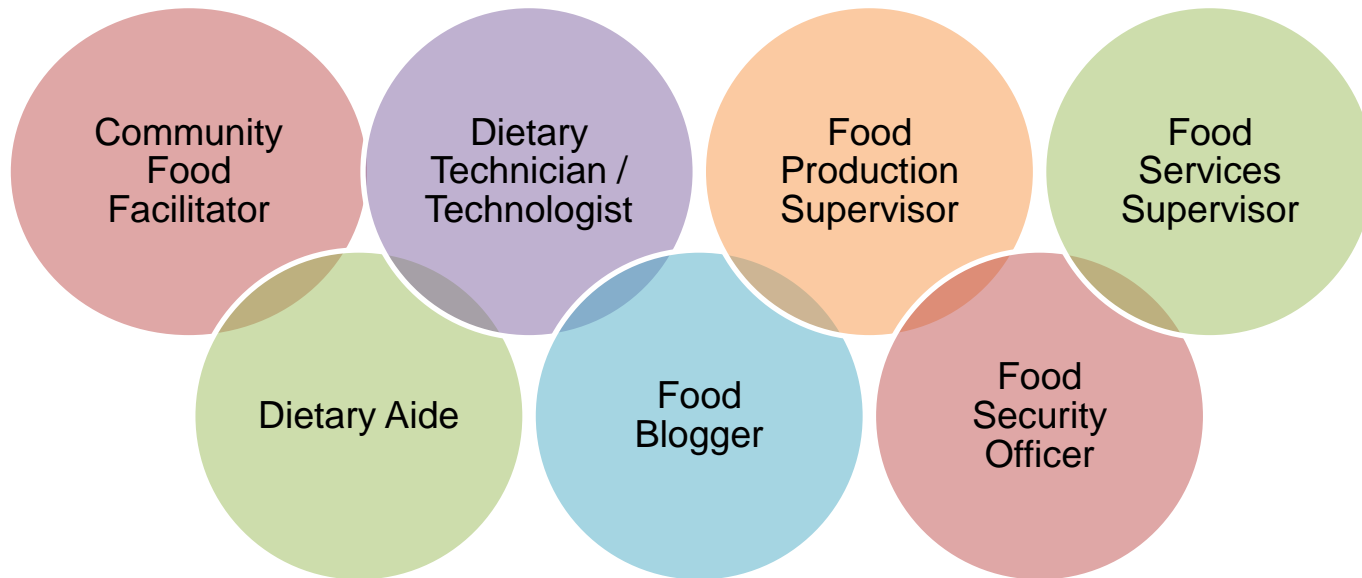 Community
Food
Facilitator
Dietary
Technician /
Technologist
Food
Production
Supervisor
Food
Services
Supervisor
Dietary Aide
Food
Blogger
Food
Security
Officer